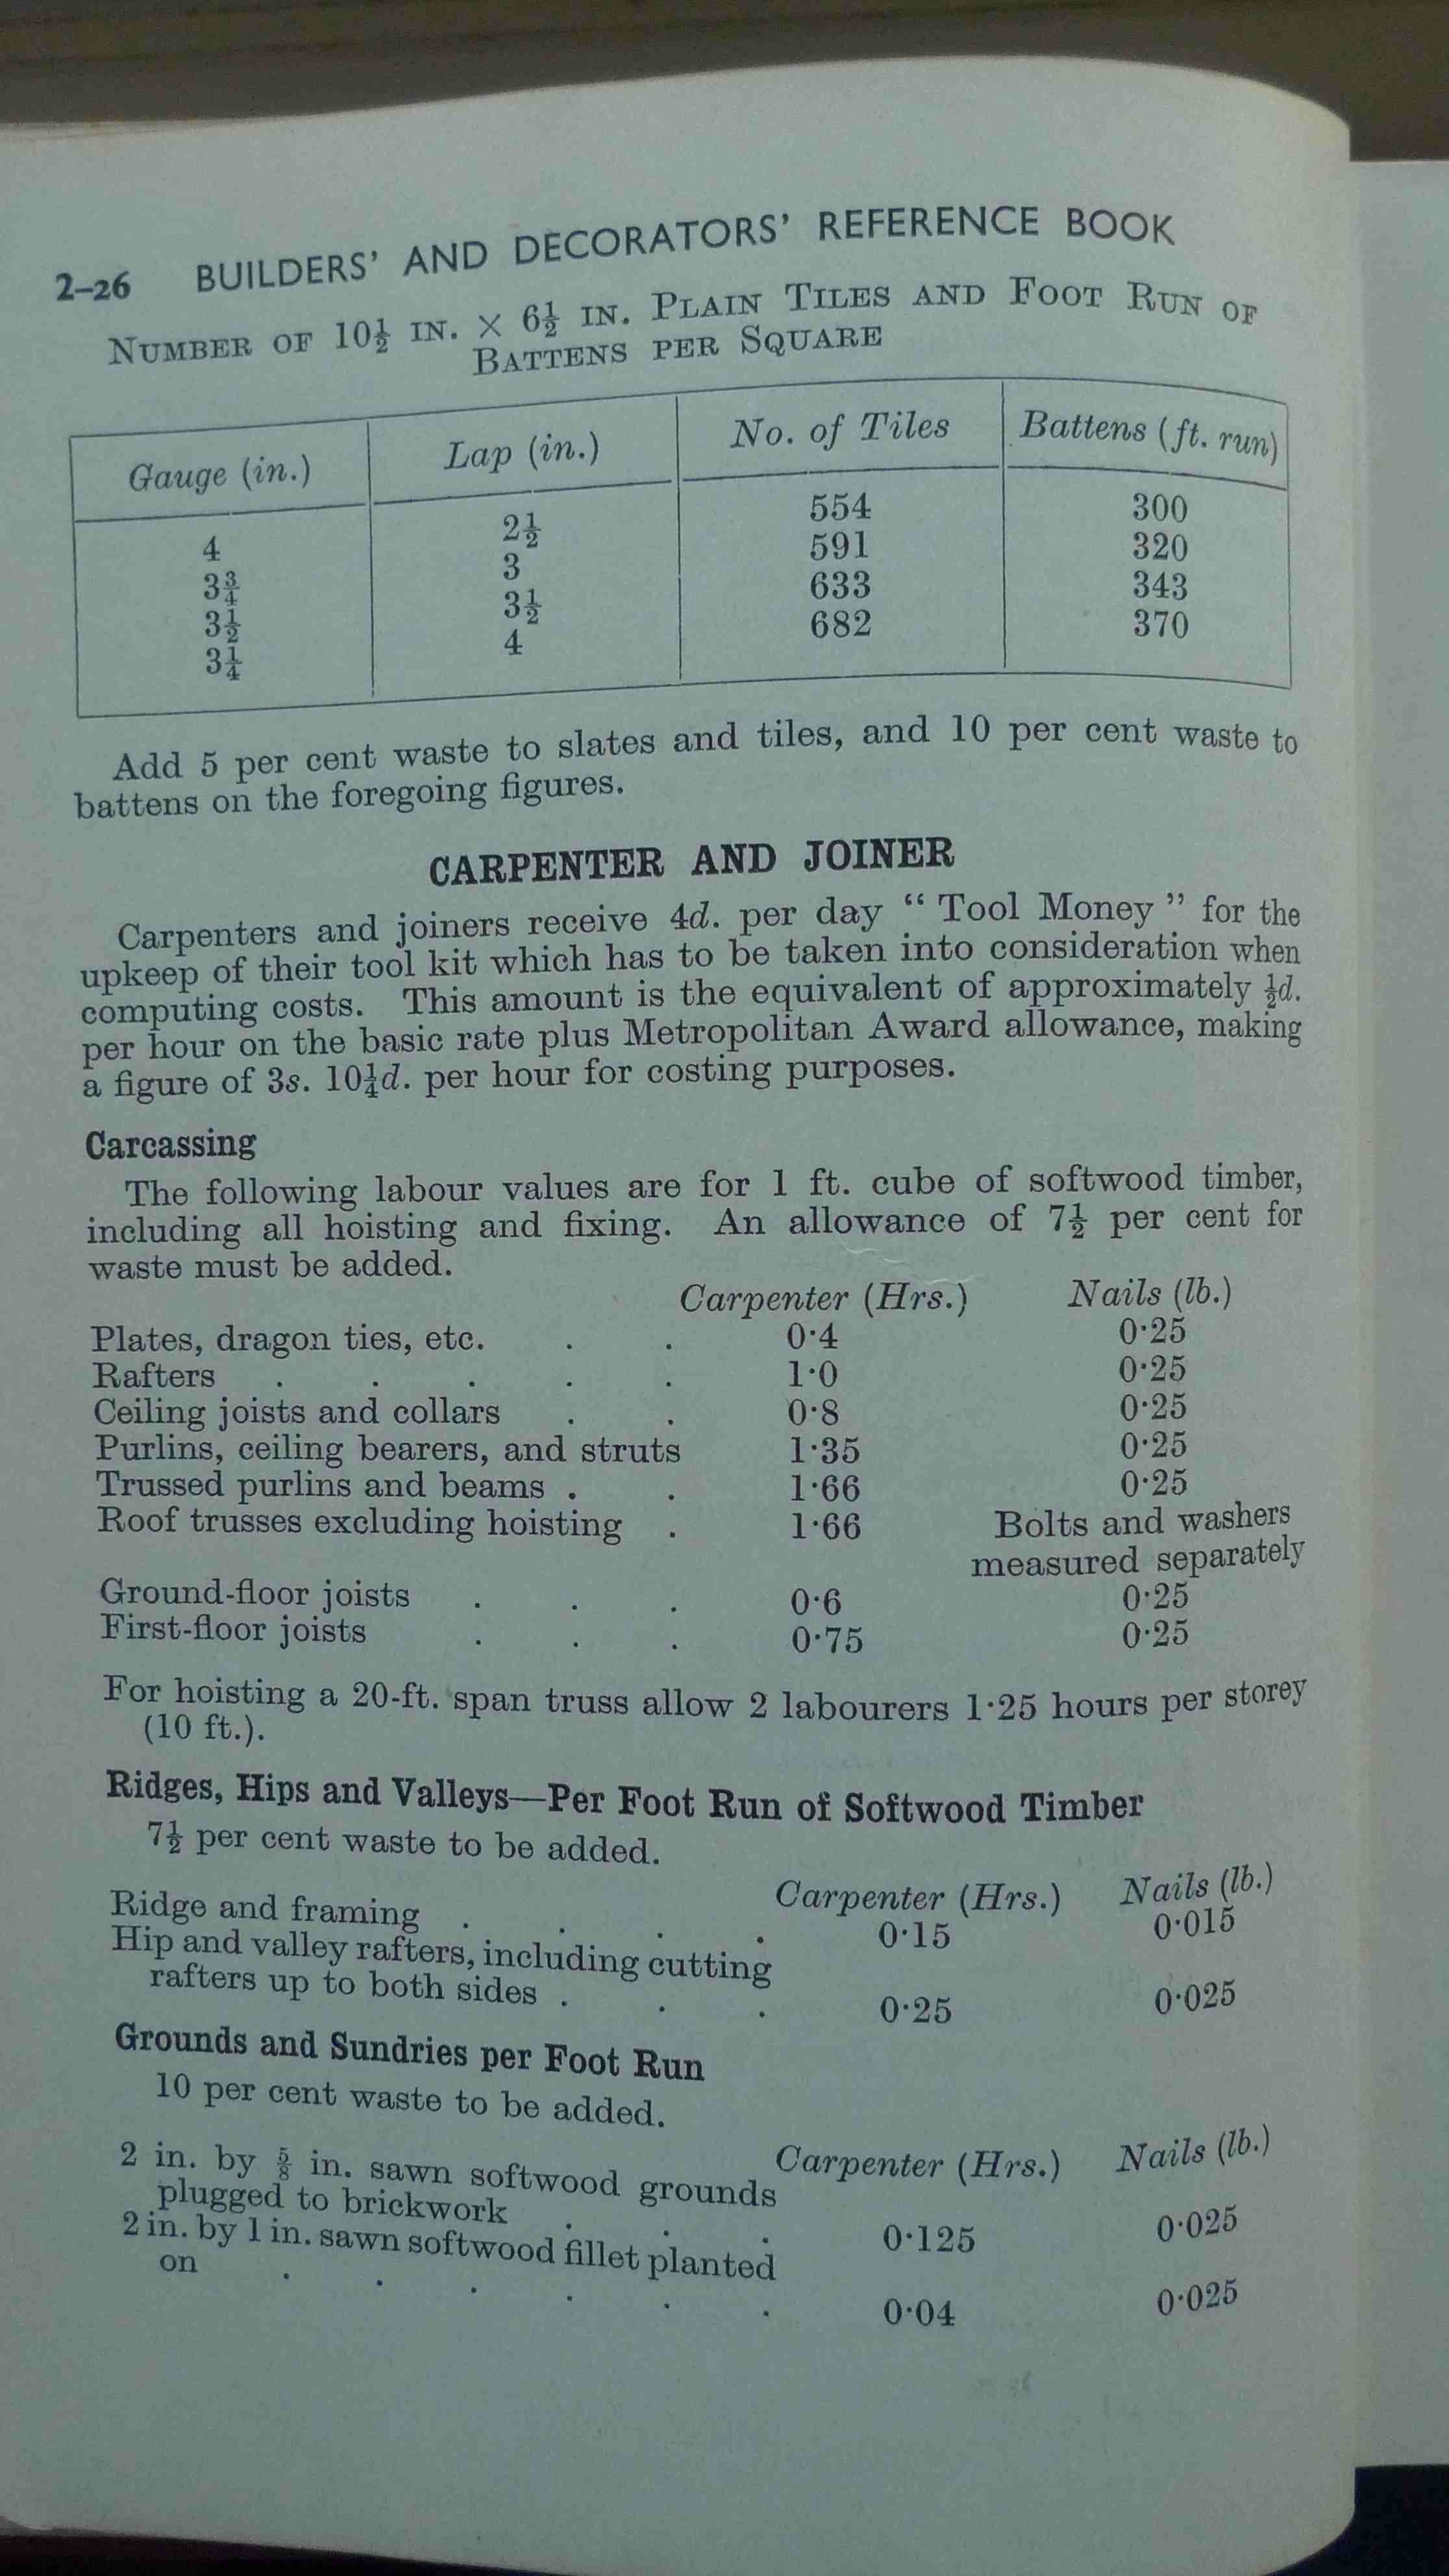 2–26 BUILDERS' AND DECORATORS' REFERENCE BOOK
NUMBER OF 10½ IN. × 6½ IN. PLAIN TILES AND FOOT RUN OF
BATTENS PER SQUARE
Gauge (in.) Lap (in.) No. of Tiles Battens (ft. run)
4 2½ 554 300
3¾ 3 591 320
3½ 3½ 633 343
3¼ 4 682 370
Add 5 per cent waste to slates and tiles, and 10 per cent waste to
battens on the foregoing figures.
CARPENTER AND JOINER
Carpenters and joiners receive 4d. per day “ Tool Money ” for the
upkeep of their tool kit which has to be taken into consideration when
computing costs. This amount is the equivalent of approximately ½d.
per hour on the basic rate plus Metropolitan Award allowance, making
a figure of 3s. 10¼d. per hour for costing purposes.
Carcassing
The following labour values are for 1 ft. cube of softwood timber,
including all hoisting and fixing. An allowance of 7½ per cent for
waste must be added.
Carpenter (Hrs.) Nails (lb.)
Plates, dragon ties, etc. . . 0·4 0·25
Rafters . . . . . 1·0 0·25
Ceiling joists and collars . . 0·8 0·25
Purlins, ceiling bearers, and struts 1·35 0·25
Trussed purlins and beams . . 1·66 0·25
Roof trusses excluding hoisting . 1·66 Bolts and washers
measured separately
Ground-floor joists . . . 0·6 0·25
First-floor joists . . . 0·75 0·25
For hoisting a 20-ft. span truss allow 2 labourers 1·25 hours per storey
(10 ft.).
Ridges, Hips and Valleys—Per Foot Run of Softwood Timber
7½ per cent waste to be added.
Carpenter (Hrs.) Nails (lb.)
Ridge and framing . . . . 0·15 0·015
Hip and valley rafters, including cutting
rafters up to both sides . . . 0·25 0·025
Grounds and Sundries per Foot Run
10 per cent waste to be added.
Carpenter (Hrs.) Nails (lb.)
2 in. by ⅝ in. sawn softwood grounds
plugged to brickwork . . . 0·125 0·025
2 in. by 1 in. sawn softwood fillet planted
on . . . . . . 0·04 0·025